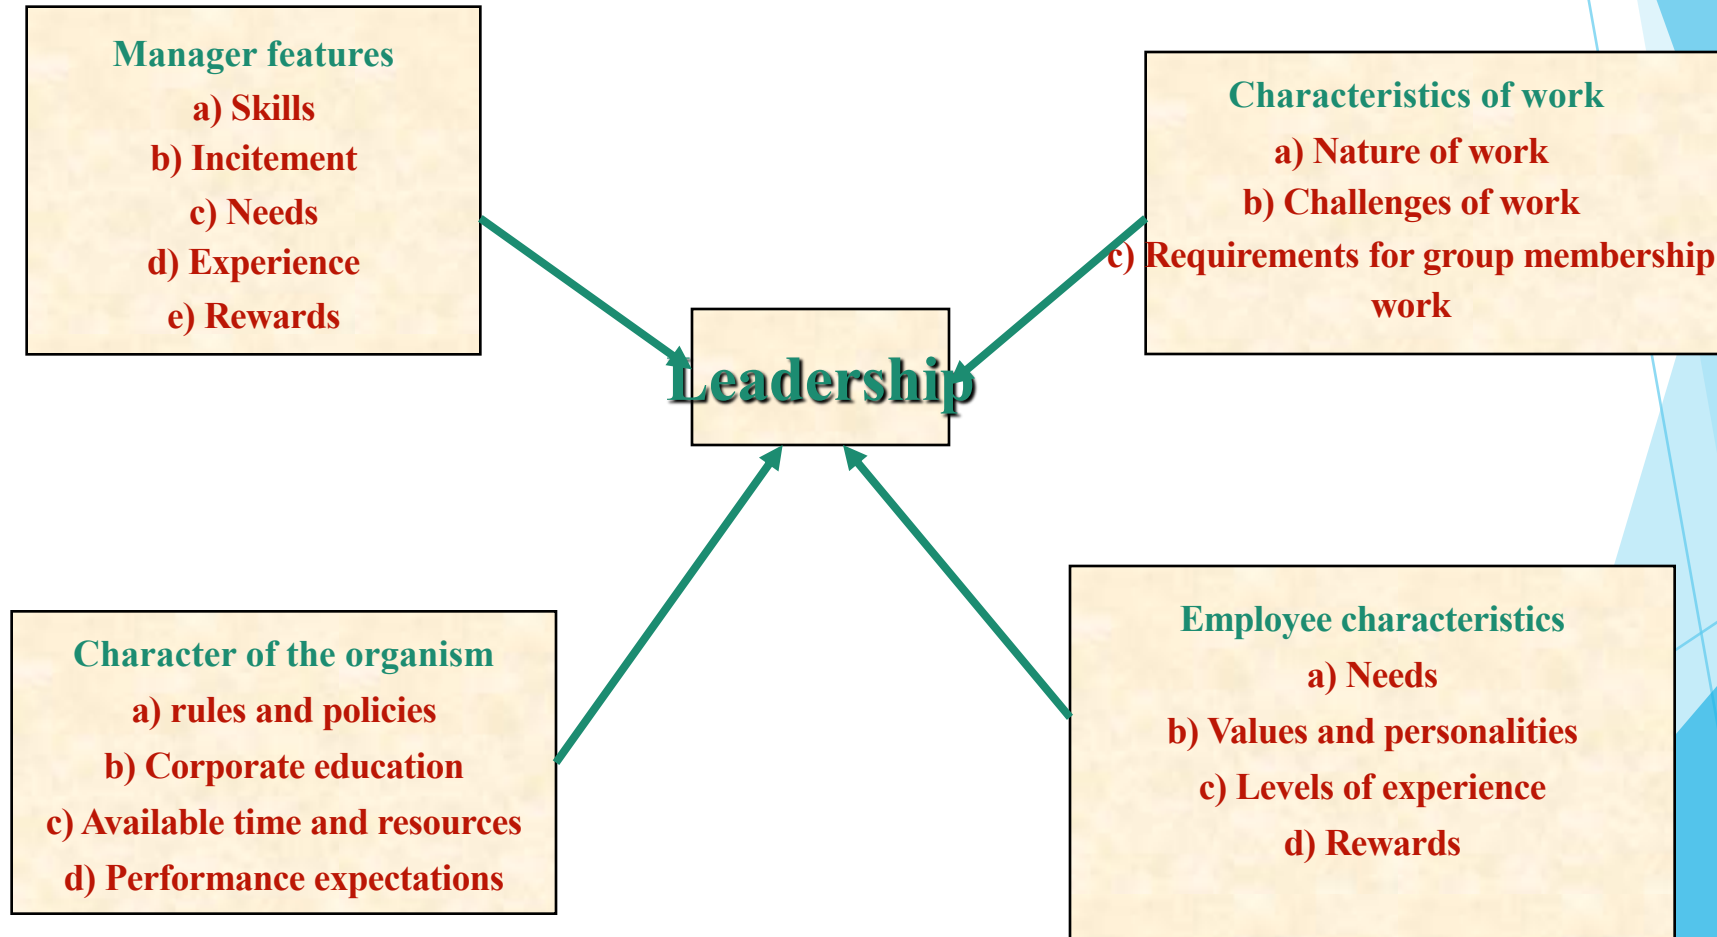 Manager features
a) Skills
b) Incitement
c) Needs
d) Experience
e) Rewards
Characteristics of work
a) Nature of work
b) Challenges of work
c) Requirements for group membership
work
Leadership
Character of the organism
a) rules and policies
b) Corporate education
c) Available time and resources
d) Performance expectations
Employee characteristics
a) Needs
b) Values and personalities
c) Levels of experience
d) Rewards